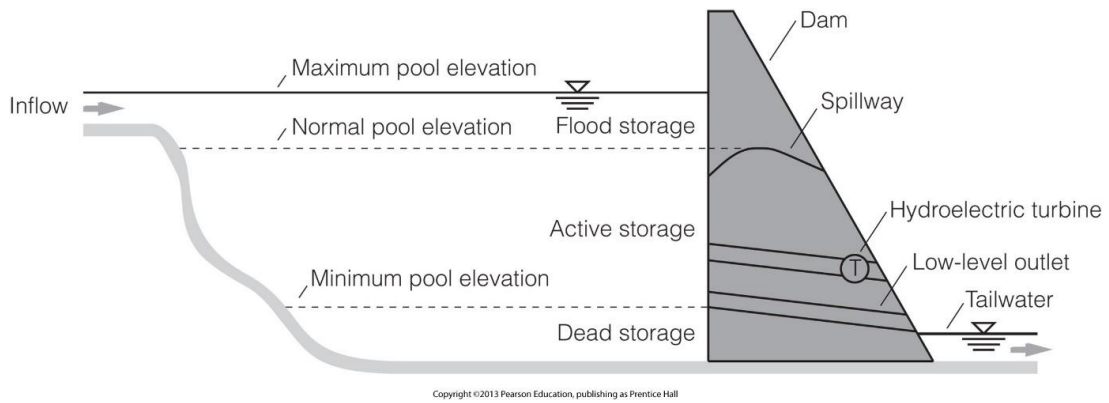 Dam
Maximum pool elevation
Inflow
Spillway
Normal pool elevation
Flood storage
Hydroelectric turbine
Active storage
T
Low-level outlet
Minimum pool elevation
Tailwater
Dead storage
Copyright ©2013 Pearson Education, publishing as Prentice Hall